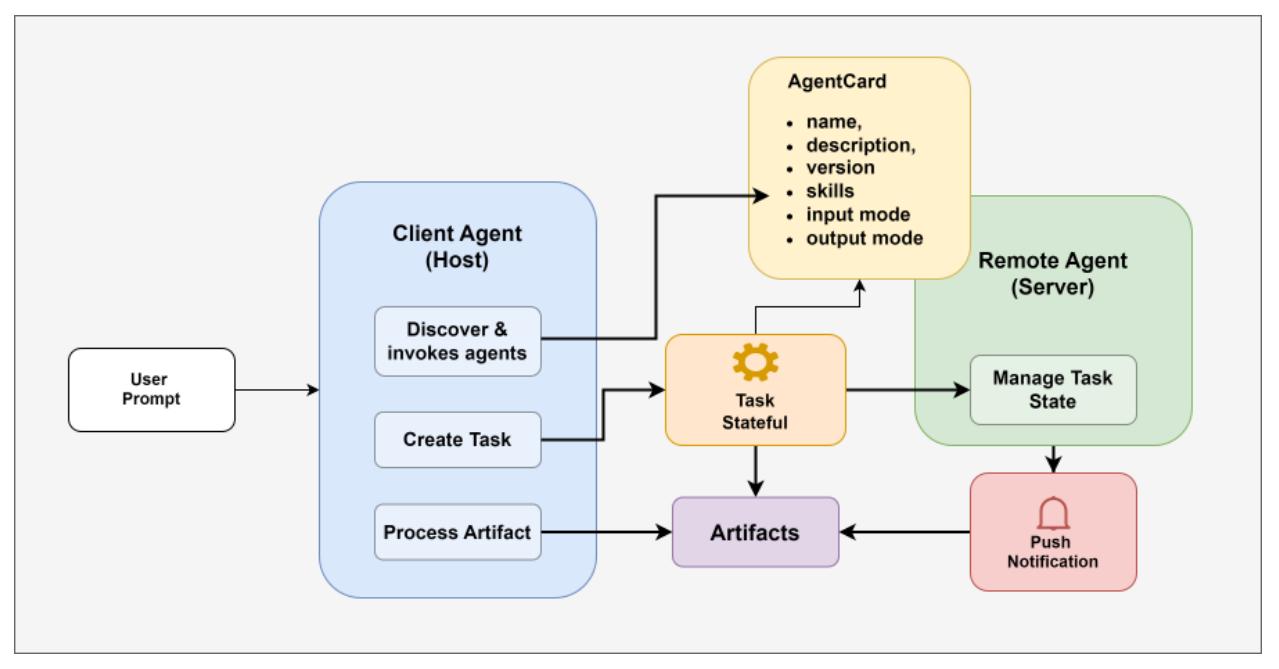 User
Prompt
Client Agent
(Host)
Discover &
invokes agents
Create Task
Process Artifact
AgentCard
• name,
• description,
• version
• skills
• input mode
• output mode
Task
Stateful
Artifacts
Remote Agent
(Server)
Manage Task
State
Push
Notification